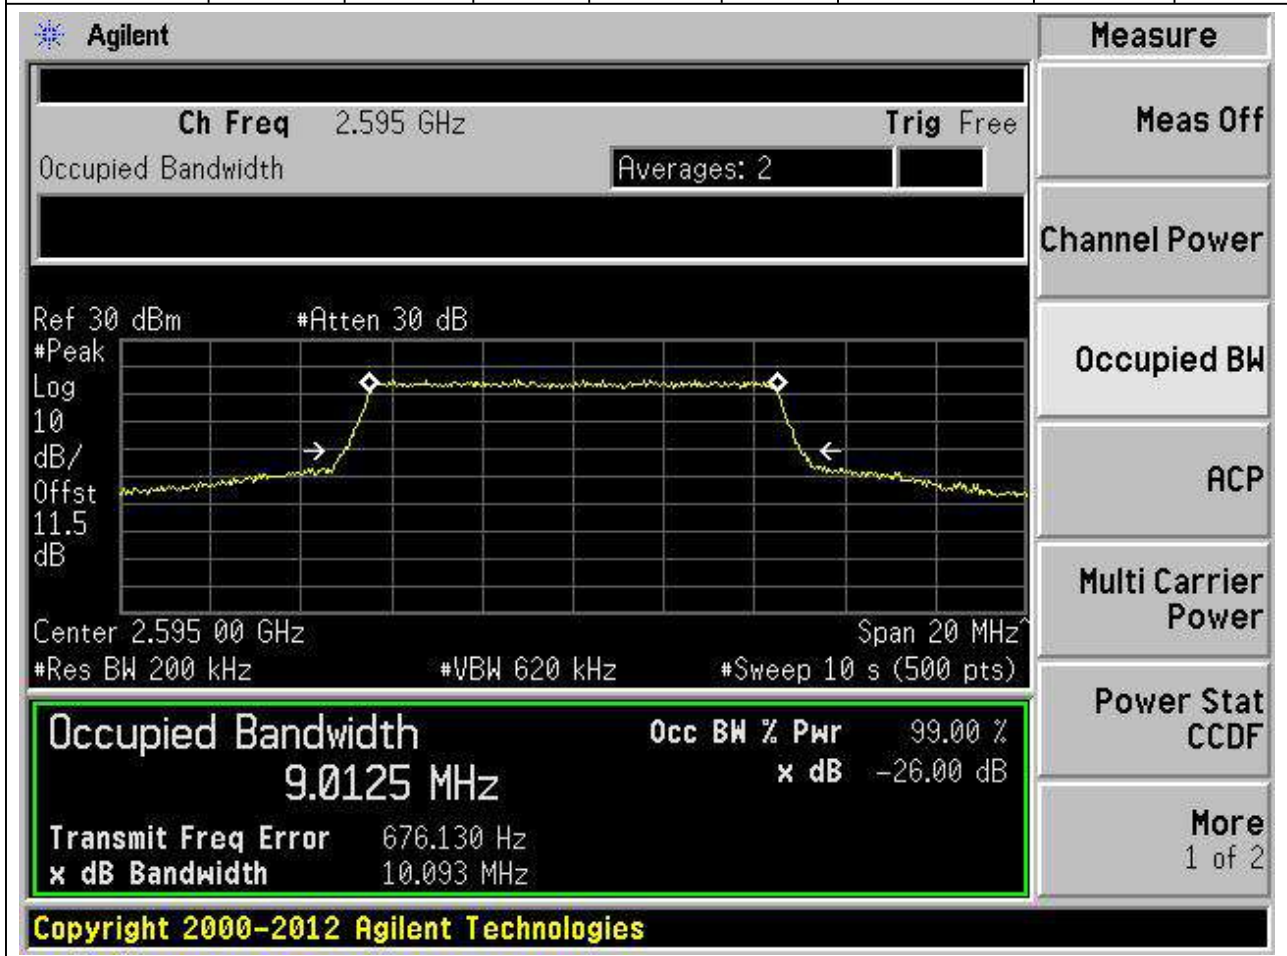 Agilent
Measure
Ch Freq 2.595 GHz Trig Free
Occupied Bandwidth Averages: 2
Meas Off
Channel Power
Occupied BW
ACP
Multi Carrier
Power
Power Stat
CCDF
More
1 of 2
Ref 30 dBm #Atten 30 dB
#Peak
Log
10
dB/
Offst
11.5
dB
Center 2.595 00 GHz Span 20 MHz^
#Res BW 200 kHz #VBW 620 kHz #Sweep 10 s (500 pts)
Occupied Bandwidth Occ BW % Pwr 99.00 %
9.0125 MHz x dB -26.00 dB
Transmit Freq Error 676.130 Hz
x dB Bandwidth 10.093 MHz
Copyright 2000-2012 Agilent Technologies